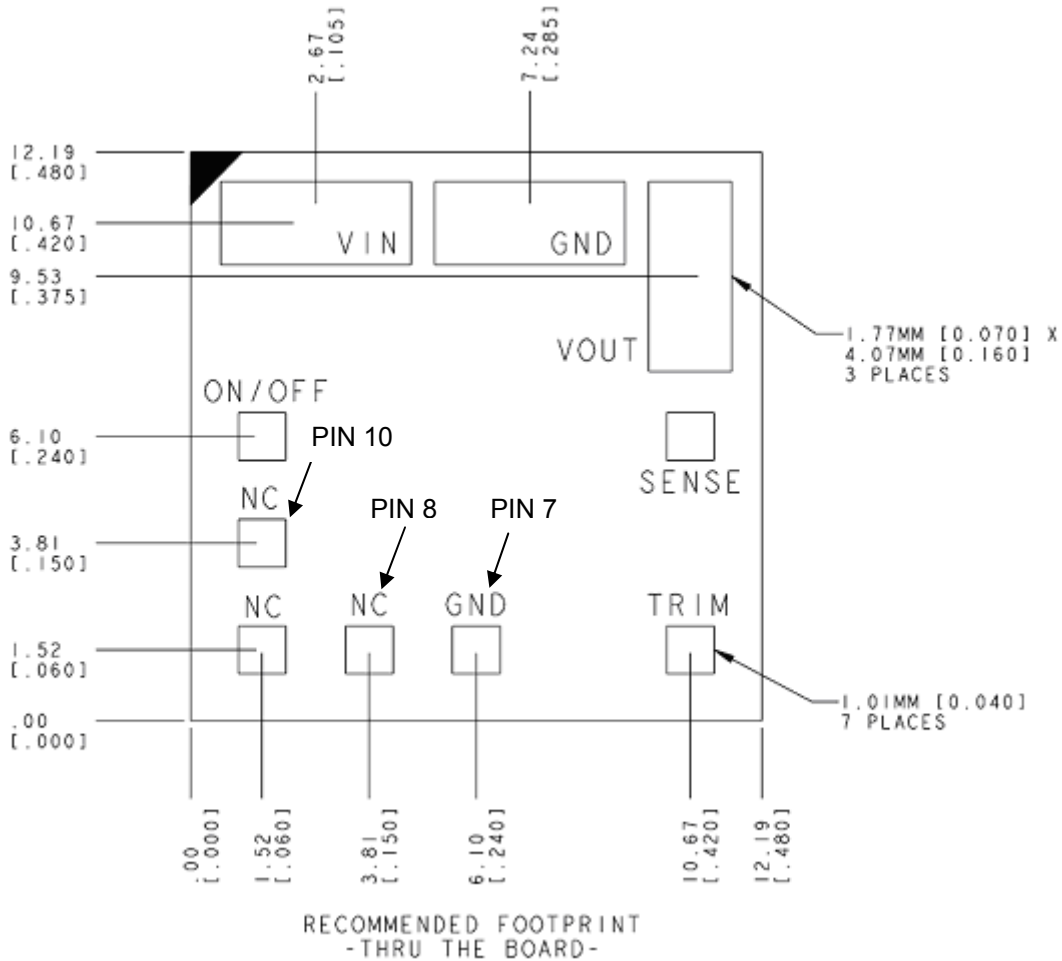 2.67
[.105]
7.24
[.285]
12.19
[.480]
10.67
[.420]
VIN
GND
9.53
[.375]
1.77MM [0.070] X
4.07MM [0.160]
3 PLACES
VOUT
ON/OFF
6.10
[.240]
PIN 10
SENSE
NC
PIN 8
PIN 7
3.81
[.150]
NC
NC
GND
TRIM
1.52
[.060]
1.01MM [0.040]
7 PLACES
.00
[.000]
.00
[.000]
1.52
[.060]
3.81
[.150]
6.10
[.240]
10.67
[.420]
12.19
[.480]
RECOMMENDED FOOTPRINT
-THRU THE BOARD-